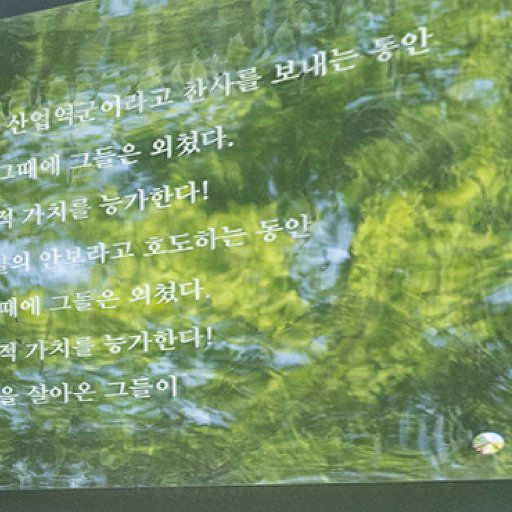 산업역군이라고 찬사를 보내는 동안
그때에 그들은 외쳤다.
적 가치를 능가한다!
의 안보라고 호도하는 동안
때에 그들은 외쳤다.
적 가치를 능가한다!
을 살아온 그들이